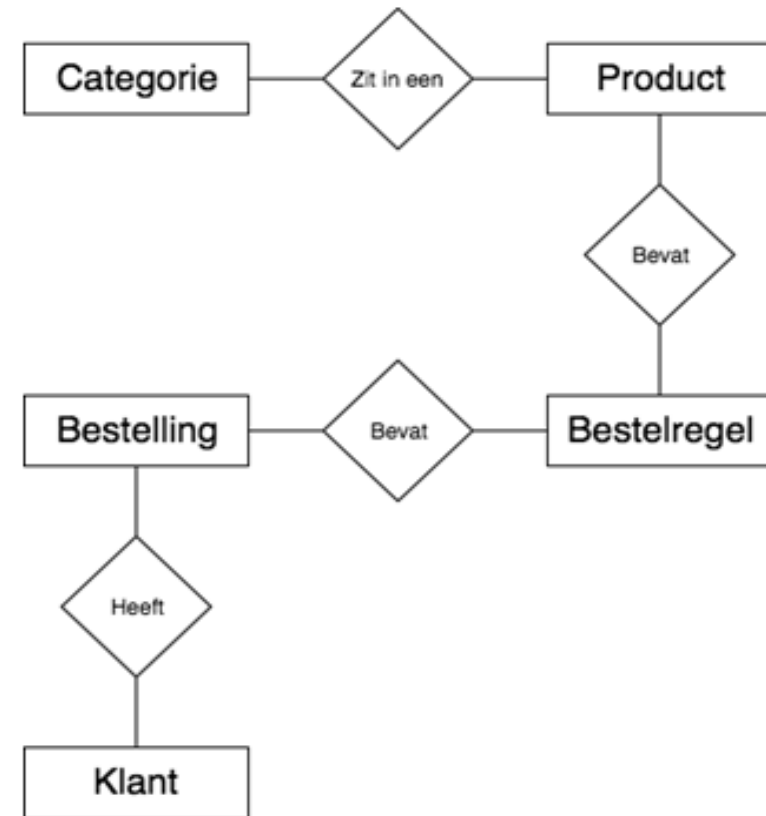 Categorie
Zit in een
Product
Bevat
Bestelling
Bevat
Bestelregel
Heeft
Klant